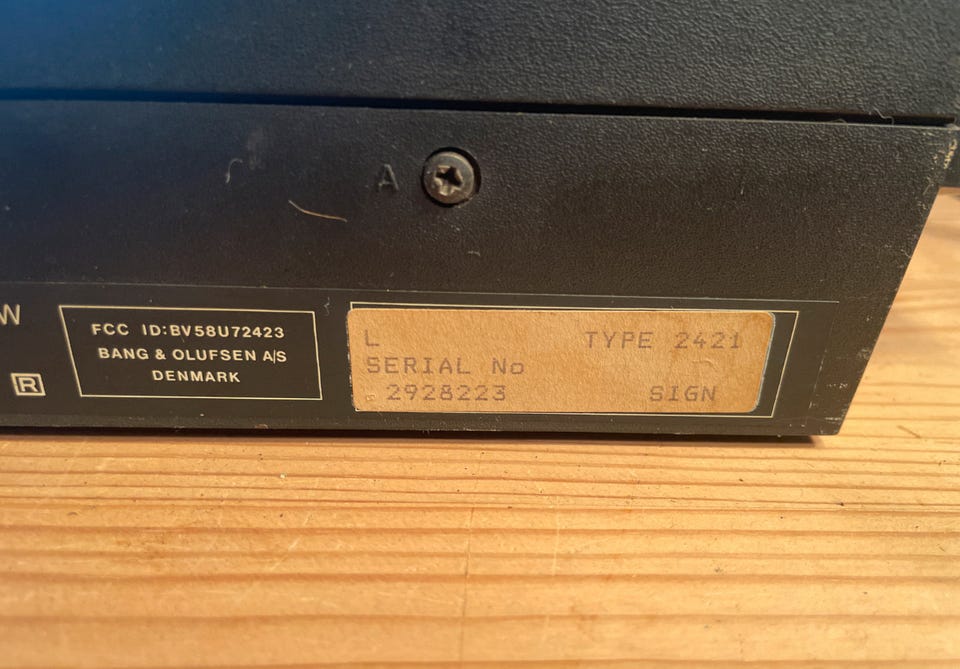 A
W
R
FCC ID:BV58U72423
BANG & OLUFSEN A/S
DENMARK
L TYPE 2421
SERIAL No
2928223 SIGN